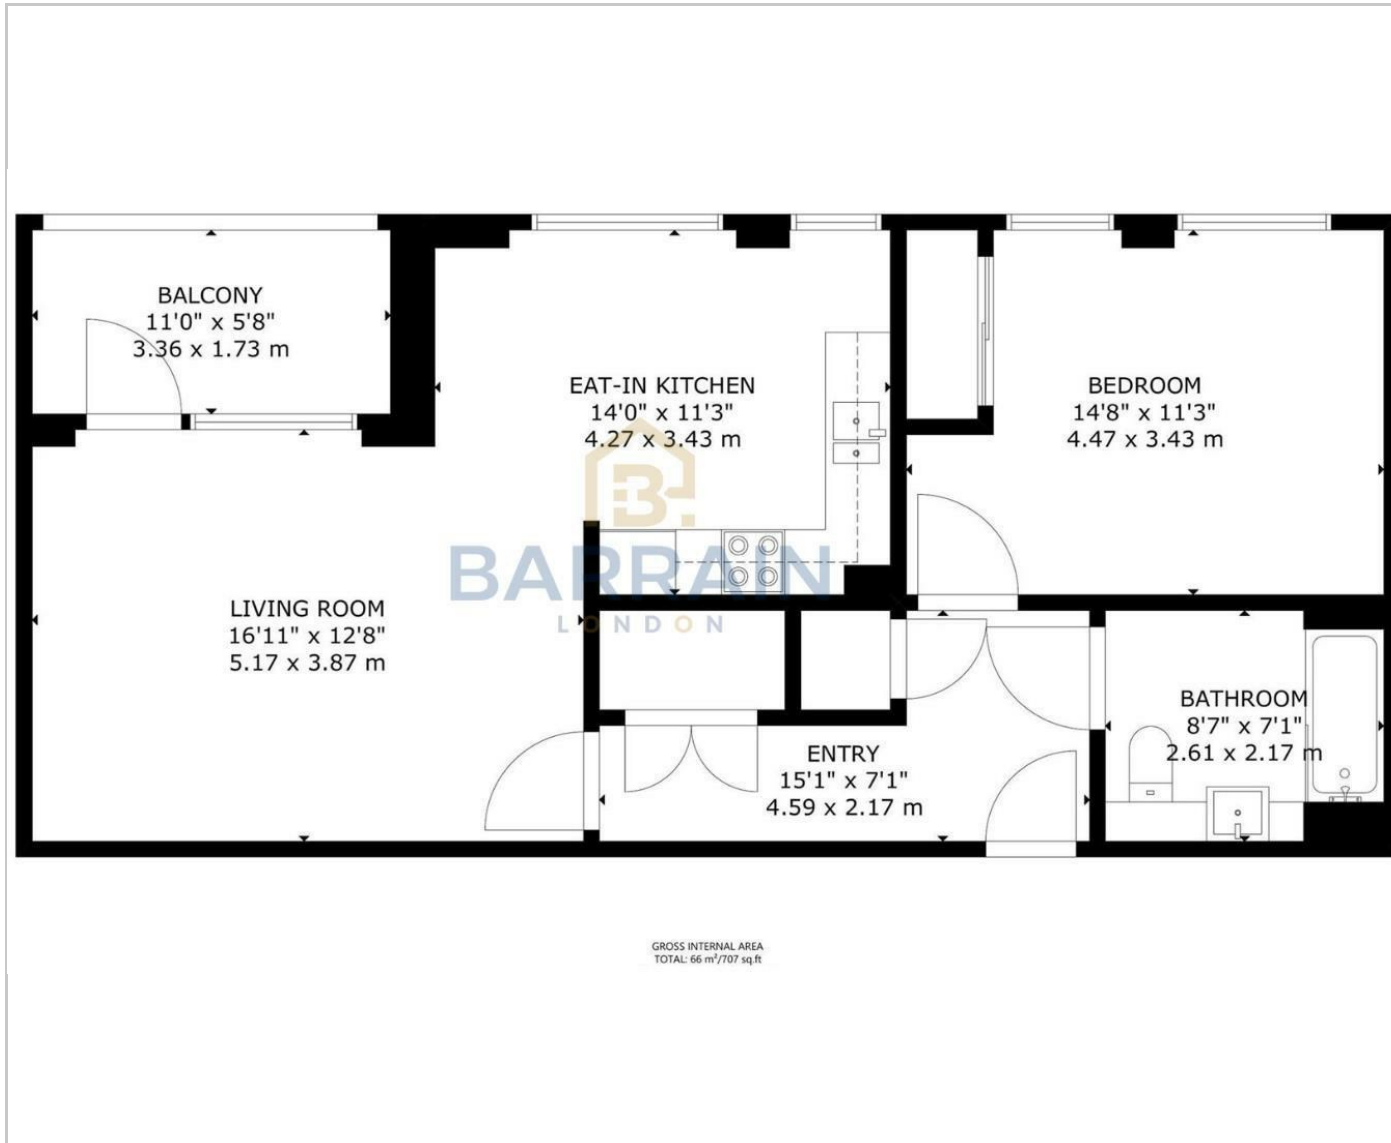 BALCONY
11'0" x 5'8"
3.36 x 1.73 m
EAT-IN KITCHEN
14'0" x 11'3"
4.27 x 3.43 m
BEDROOM
14'8" x 11'3"
4.47 x 3.43 m
B.
BARRAIN
LONDON
LIVING ROOM
16'11" x 12'8"
5.17 x 3.87 m
ENTRY
15'1" x 7'1"
4.59 x 2.17 m
BATHROOM
8'7" x 7'1"
2.61 x 2.17 m
GROSS INTERNAL AREA
TOTAL: 66 m²/707 sq.ft